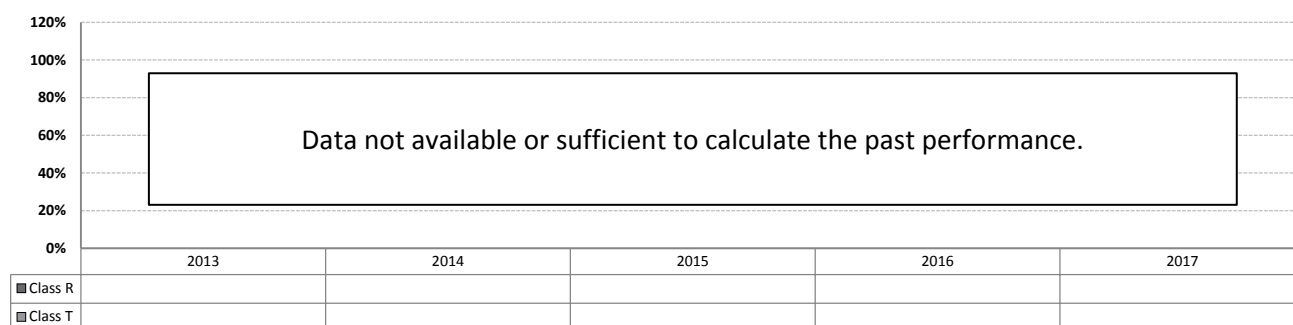 120%
100%
80%
60%
40%
20%
0%
Data not available or sufficient to calculate the past performance.
2013 2014 2015 2016 2017
Class R
Class T